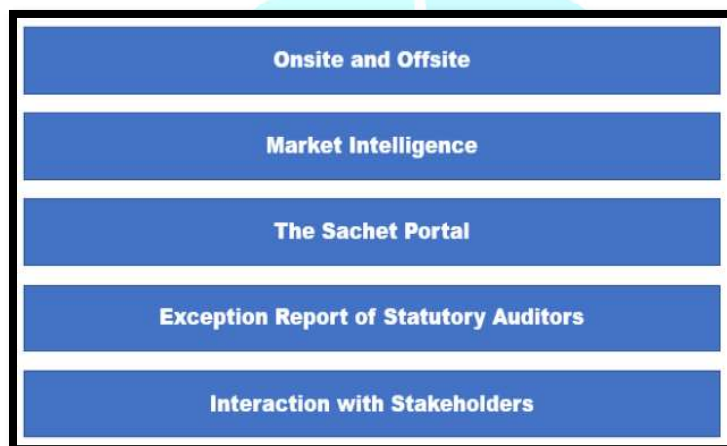 Onsite and Offsite
Market Intelligence
The Sachet Portal
Exception Report of Statutory Auditors
Interaction with Stakeholders